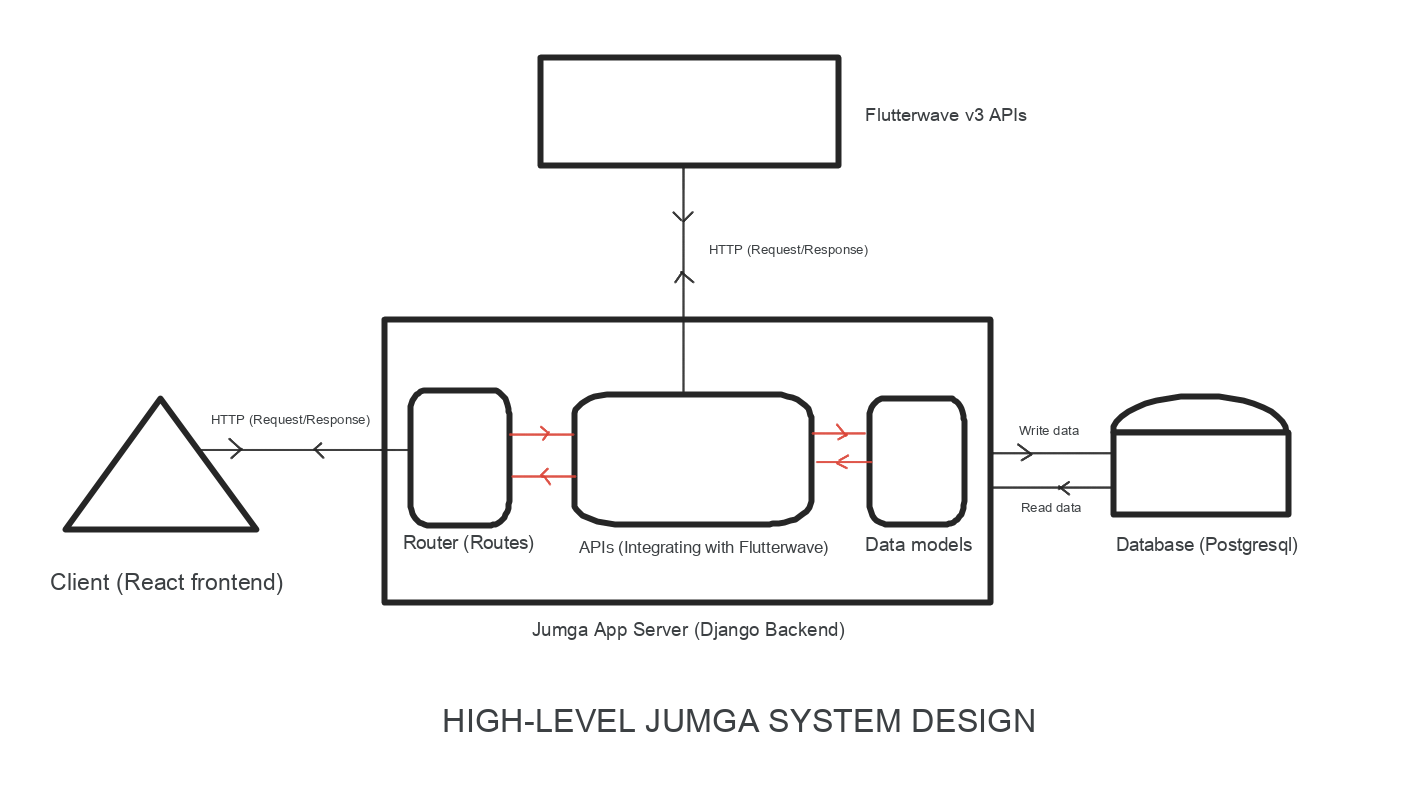 Flutterwave v3 APIs
HTTP (Request/Response)
HTTP (Request/Response)
Write data
Read data
Router (Routes)
APIs (Integrating with Flutterwave)
Data models
Database (Postgresql)
Client (React frontend)
Jumga App Server (Django Backend)
HIGH-LEVEL JUMGA SYSTEM DESIGN